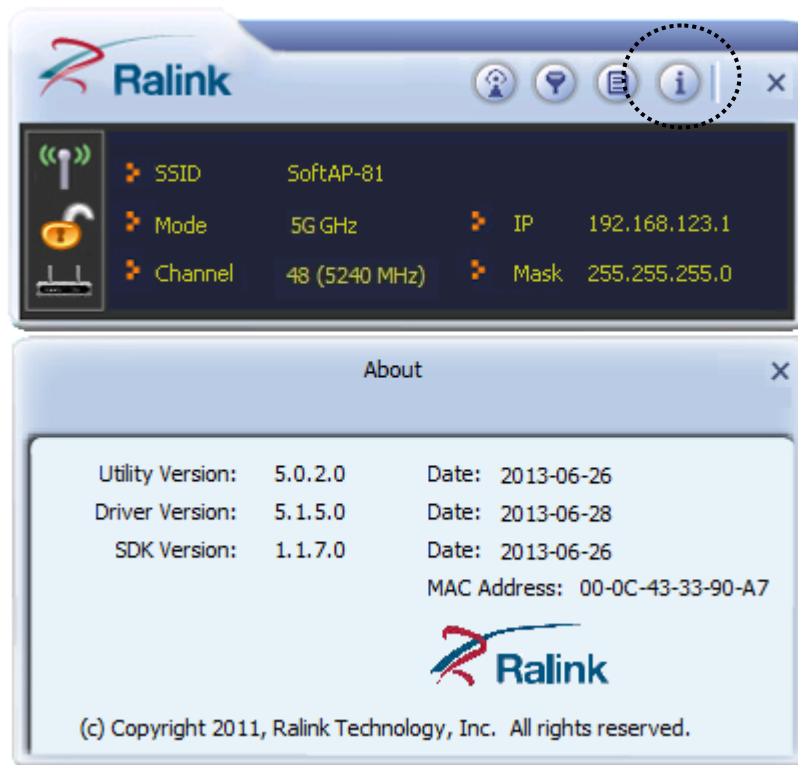 Ralink
i
SSID SoftAP-81
Mode 5G GHz IP 192.168.123.1
Channel 48 (5240 MHz) Mask 255.255.255.0
About
Utility Version: 5.0.2.0 Date: 2013-06-26
Driver Version: 5.1.5.0 Date: 2013-06-28
SDK Version: 1.1.7.0 Date: 2013-06-26
MAC Address: 00-0C-43-33-90-A7
Ralink
(c) Copyright 2011, Ralink Technology, Inc. All rights reserved.